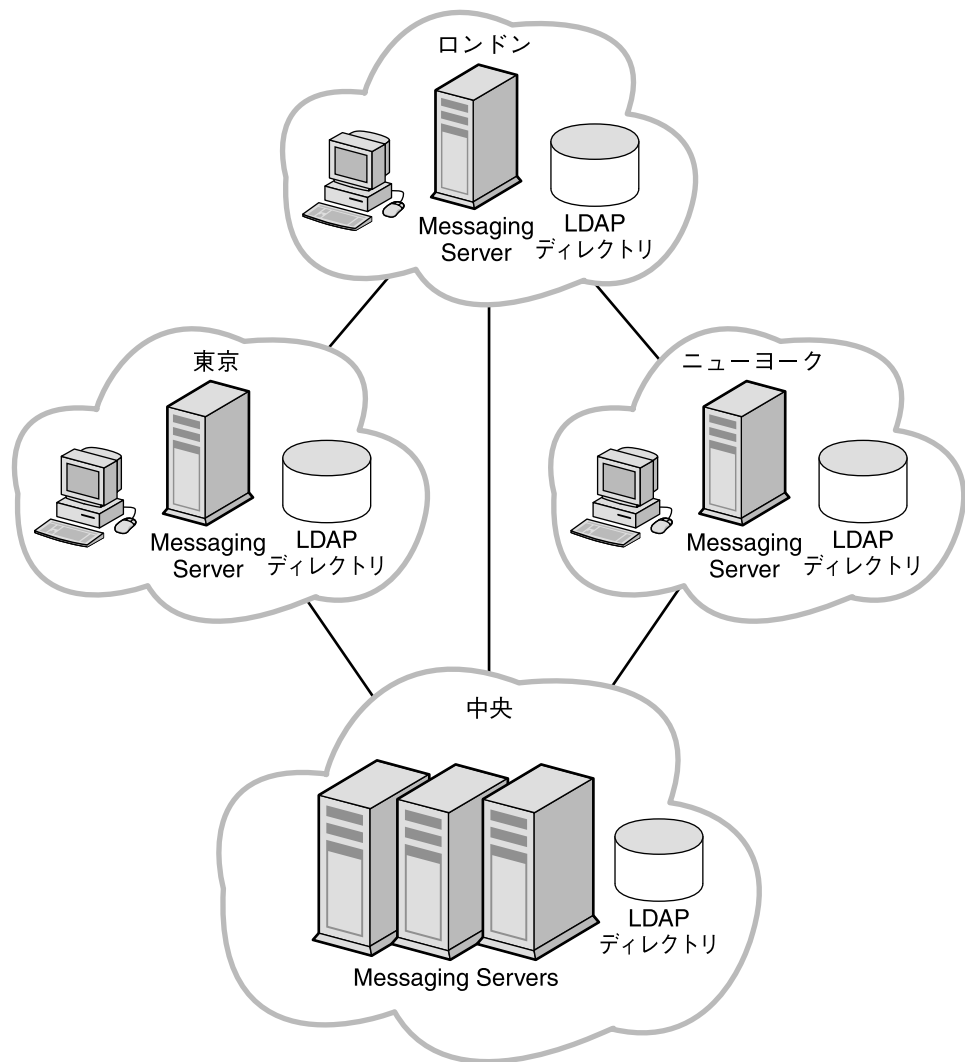 ロンドン
Messaging
Server
LDAP
ディレクトリ
東京
Messaging
Server
LDAP
ディレクトリ
ニューヨーク
Messaging
Server
LDAP
ディレクトリ
中央
Messaging Servers
LDAP
ディレクトリ